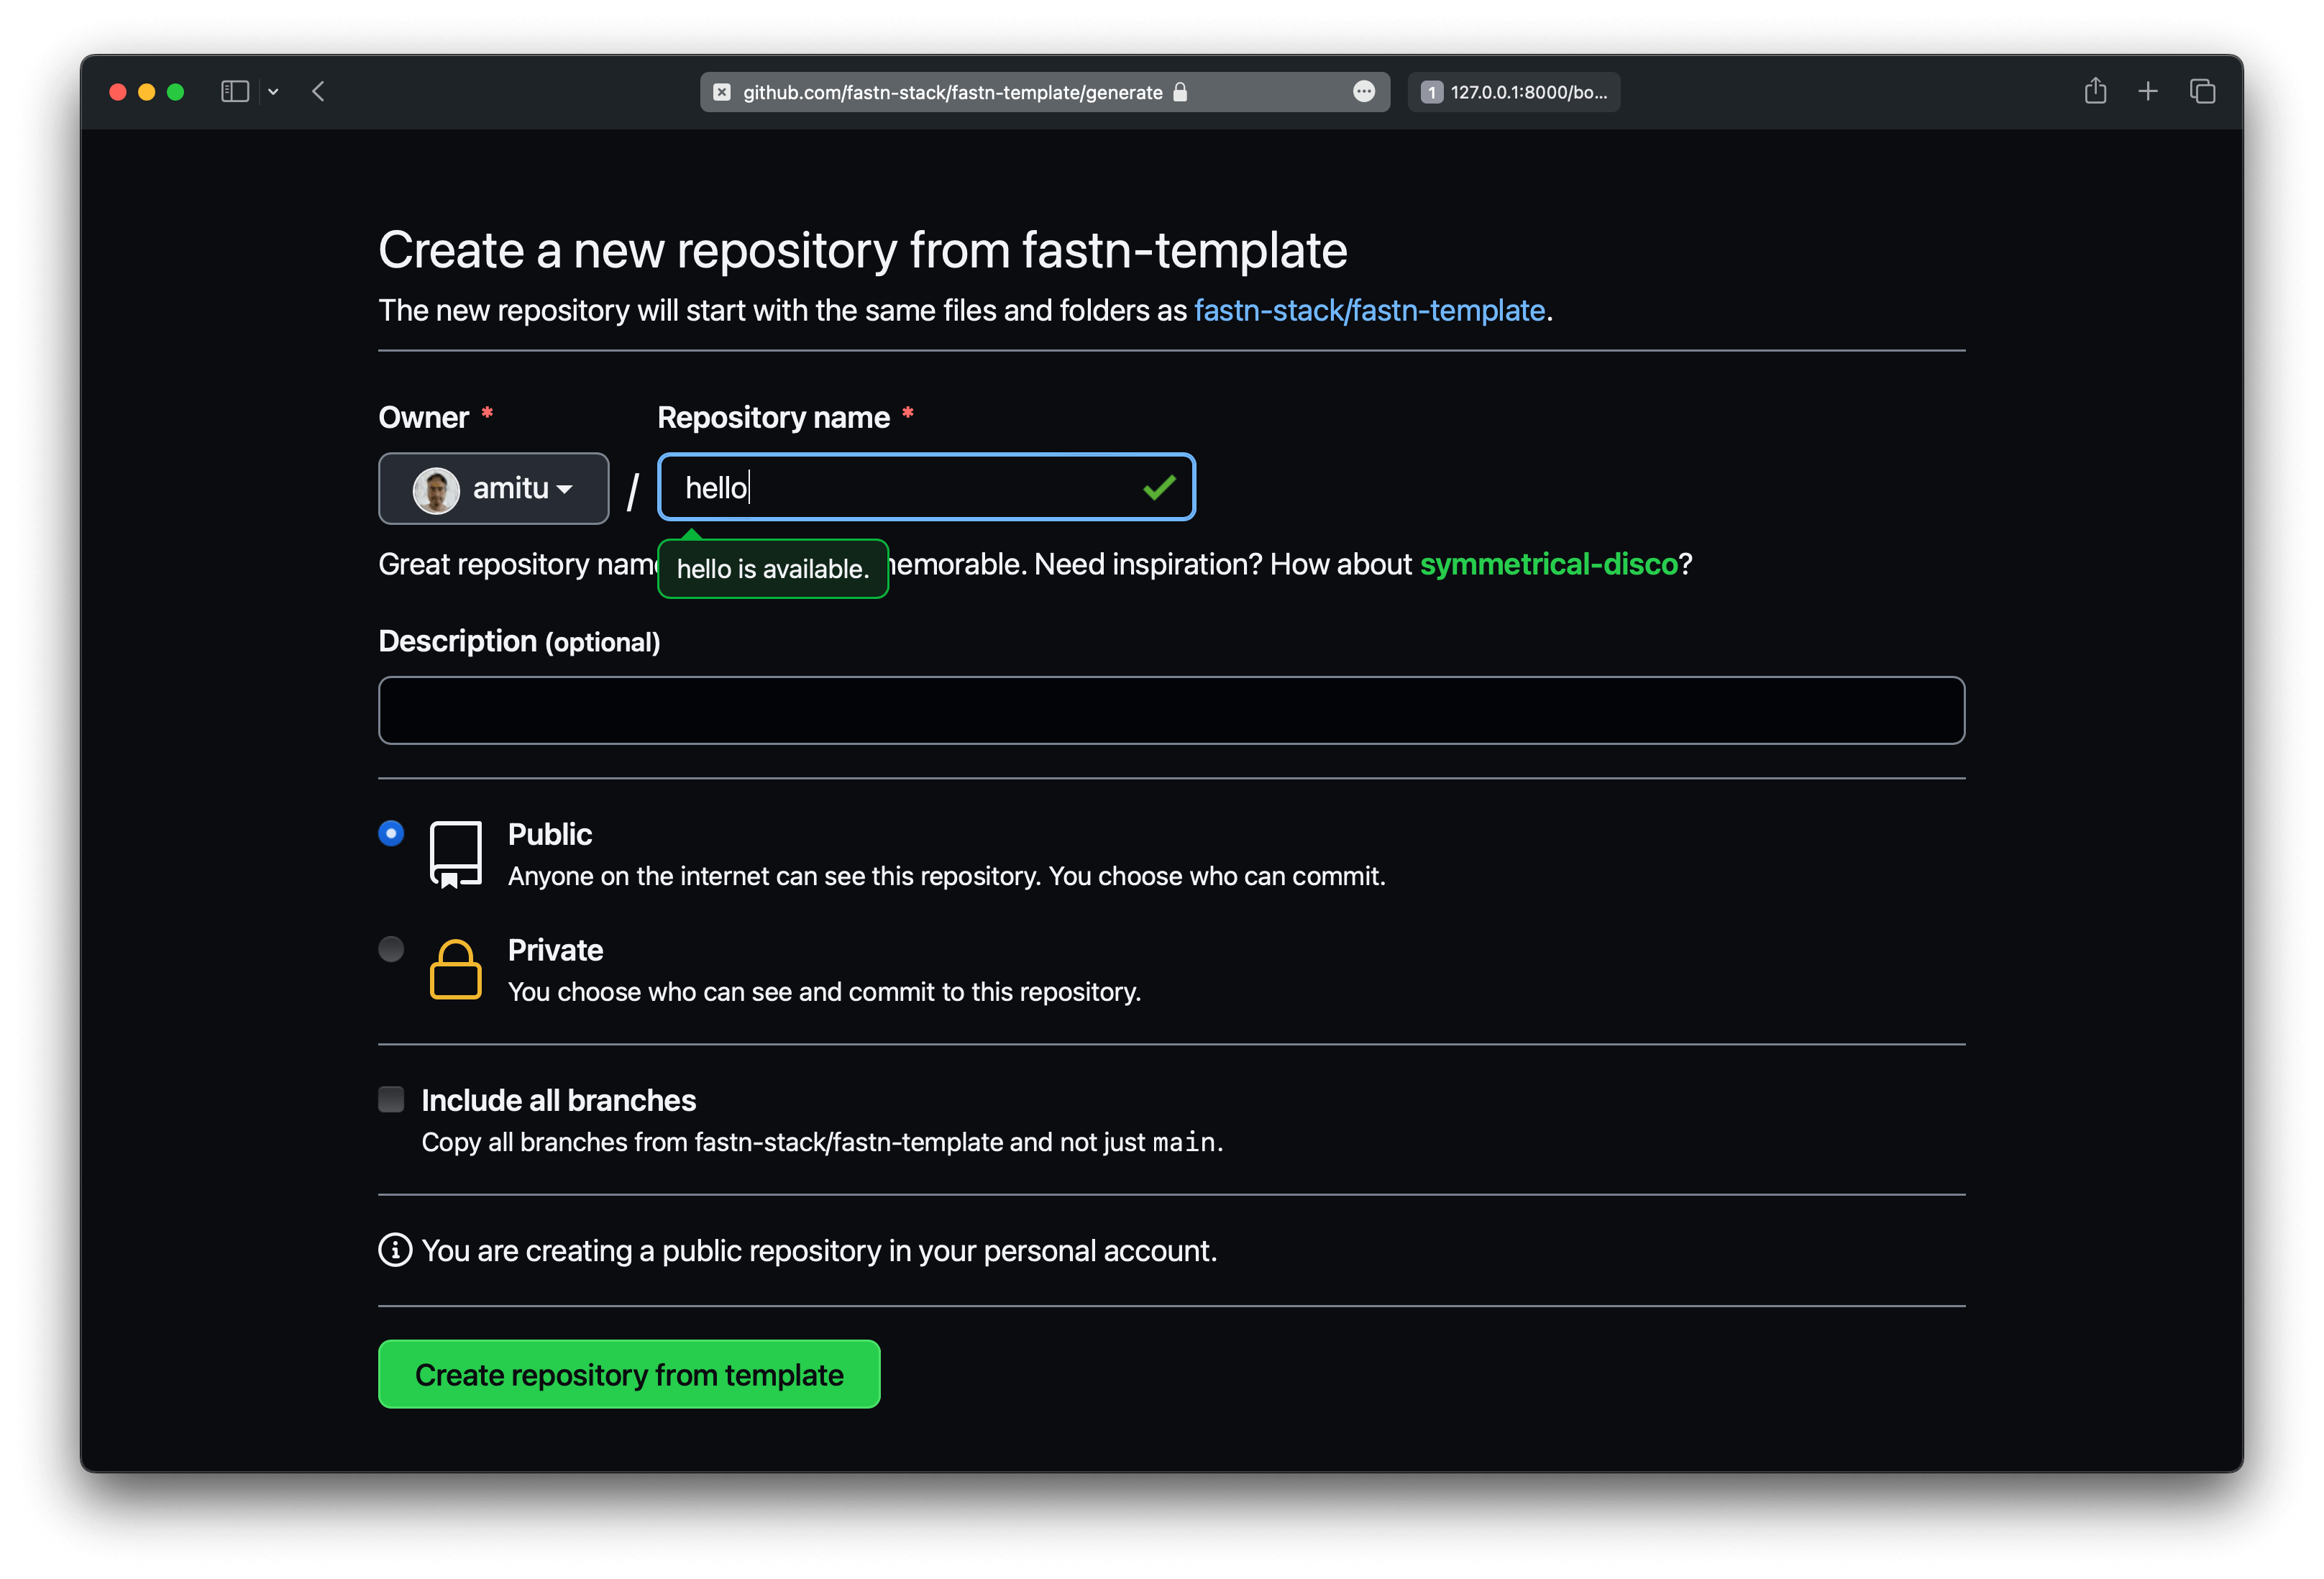 github.com/fastn-stack/fastn-template/generate
1 127.0.0.1:8000/bo...
Create a new repository from fastn-template
The new repository will start with the same files and folders as fastn-stack/fastn-template.
Owner * Repository name *
amitu / hello
Great repository hello is available. Need inspiration? How about symmetrical-disco?
Description (optional)
Public
Anyone on the internet can see this repository. You choose who can commit.
Private
You choose who can see and commit to this repository.
Include all branches
Copy all branches from fastn-stack/fastn-template and not just main.
You are creating a public repository in your personal account.
Create repository from template